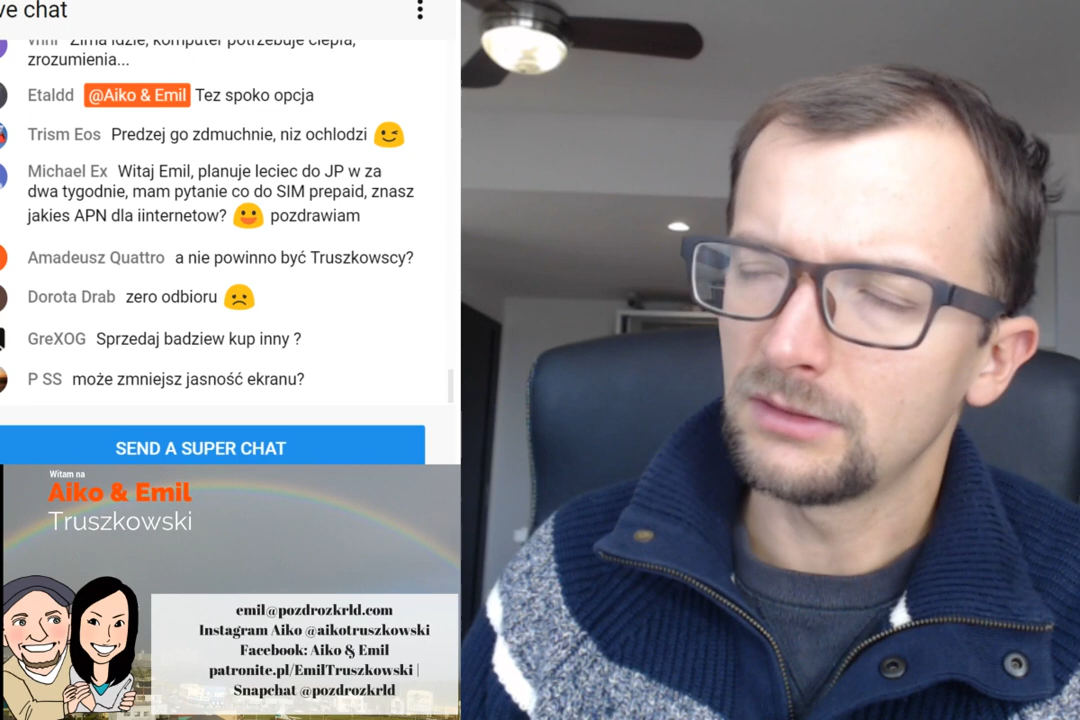 ve chat
Vrihi Zima idzie, komputer potrzebuje ciepła,
zrozumienia...
Etaldd @Aiko & Emil Tez spoko opcja
Trism Eos Predzej go zdmuchnie, niz ochlodzi
Michael Ex Witaj Emil, planuje leciec do JP w za
dwa tygodnie, mam pytanie co do SIM prepaid, znasz
jakies APN dla iinternetow? pozdrawiam
Amadeusz Quattro a nie powinno być Truszkowscy?
Dorota Drab zero odbioru
GreXOG Sprzedaj badziew kup inny ?
P SS może zmniejsz jasność ekranu?
SEND A SUPER CHAT
Witam na
Aiko & Emil
Truszkowski
emil@pozdrozkrld.com
Instagram Aiko @aikotruszkowski
Facebook: Aiko & Emil
patronite.pl/EmilTruszkowski |
Snapchat @pozdrozkrld